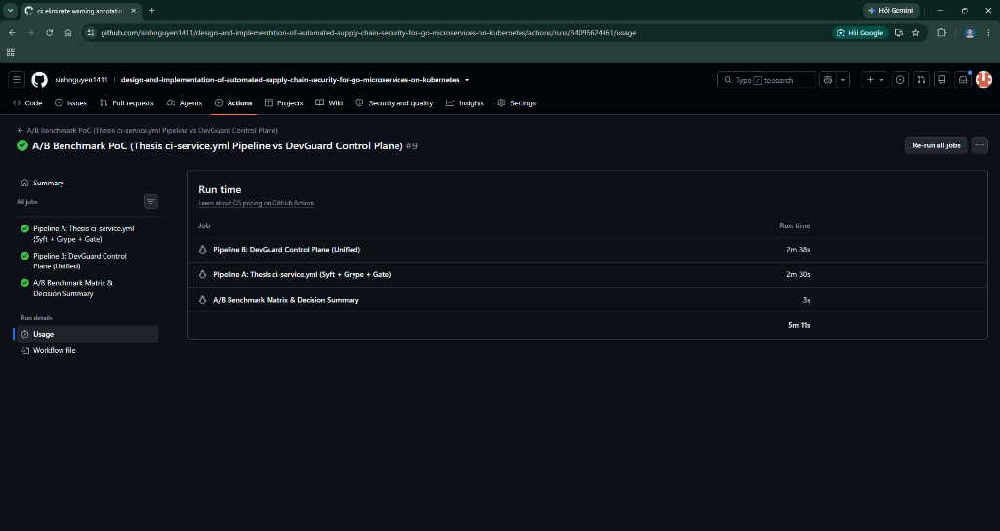 ck eliminate warning annotation
Hỏi Gemini
github.com/sinhnguyen1411/design-and-implementation-of-automated-supply-chain-security-for-go-microservices-on-kubernetes/actions/runs/34095624461/usage
Hỏi Google
sinhnguyen1411 / design-and-implementation-of-automated-supply-chain-security-for-go-microservices-on-kubernetes
Type / to search
Code Issues Pull requests Agents Actions Projects Wiki Security and quality Insights Settings
← A/B Benchmark PoC (Thesis ci-service.yml Pipeline vs DevGuard Control Plane)
A/B Benchmark PoC (Thesis ci-service.yml Pipeline vs DevGuard Control Plane) #9
Re-run all jobs
Summary
All jobs
Pipeline A: Thesis ci-service.yml
(Syft + Grype + Gate)
Pipeline B: DevGuard Control
Plane (Unified)
A/B Benchmark Matrix &
Decision Summary
Run details
Usage
Workflow file
Run time
Learn about OS pricing on GitHub Actions
Job Run time
Pipeline B: DevGuard Control Plane (Unified) 2m 38s
Pipeline A: Thesis ci-service.yml (Syft + Grype + Gate) 2m 30s
A/B Benchmark Matrix & Decision Summary 3s
5m 11s